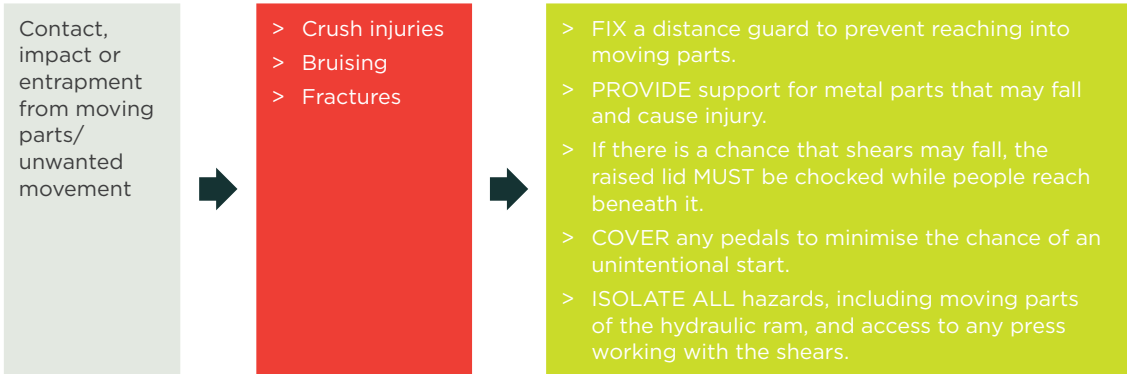 Contact,
impact or
entrapment
from moving
parts/
unwanted
movement
> Crush injuries
> Bruising
> Fractures
> FIX a distance guard to prevent reaching into
moving parts.
> PROVIDE support for metal parts that may fall
and cause injury.
> If there is a chance that shears may fall, the
raised lid MUST be chocked while people reach
beneath it.
> COVER any pedals to minimise the chance of an
unintentional start.
> ISOLATE ALL hazards, including moving parts
of the hydraulic ram, and access to any press
working with the shears.